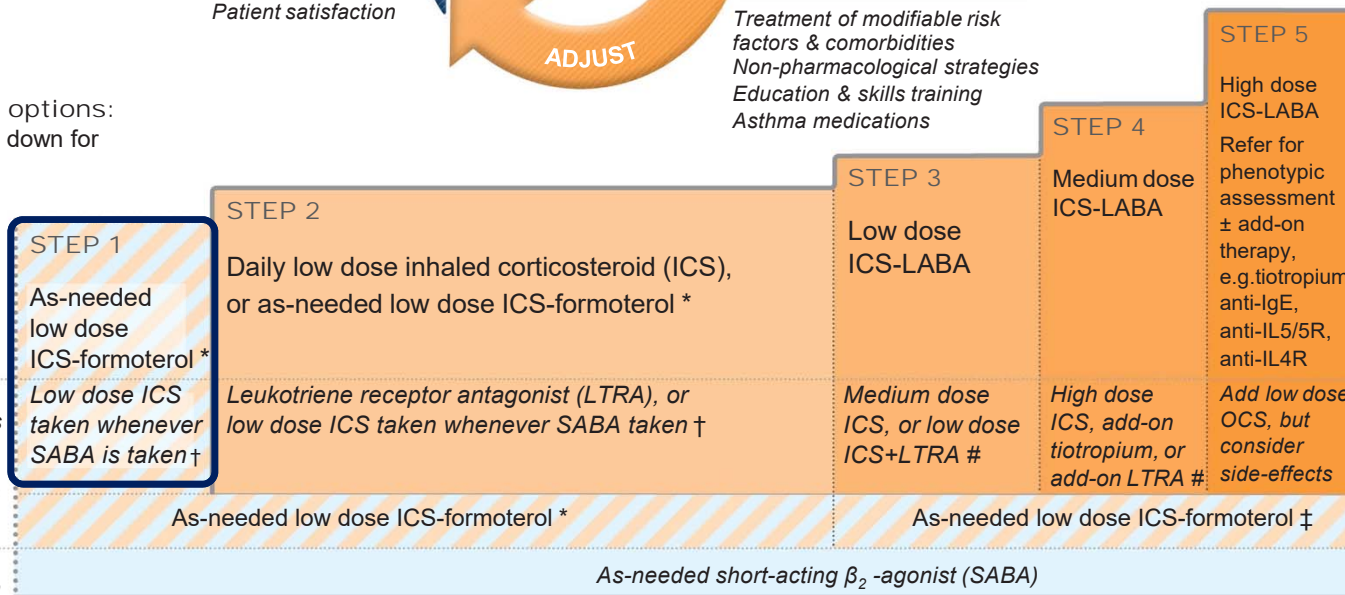 Patient satisfaction
ADJUST
Treatment of modifiable risk
factors & comorbidities
Non-pharmacological strategies
Education & skills training
Asthma medications
options:
down for
STEP 1
As-needed
low dose
ICS-formoterol *
Low dose ICS
taken whenever
SABA is taken†
STEP 2
Daily low dose inhaled corticosteroid (ICS),
or as-needed low dose ICS-formoterol *
Leukotriene receptor antagonist (LTRA), or
low dose ICS taken whenever SABA taken †
STEP 3
Low dose
ICS-LABA
Medium dose
ICS, or low dose
ICS+LTRA #
STEP 4
Medium dose
ICS-LABA
High dose
ICS, add-on
tiotropium, or
add-on LTRA #
STEP 5
High dose
ICS-LABA
Refer for
phenotypic
assessment
± add-on
therapy,
e.g.tiotropium
anti-IgE,
anti-IL5/5R,
anti-IL4R
Add low dose
OCS, but
consider
side-effects
As-needed low dose ICS-formoterol *
As-needed low dose ICS-formoterol ‡
As-needed short-acting β₂ -agonist (SABA)